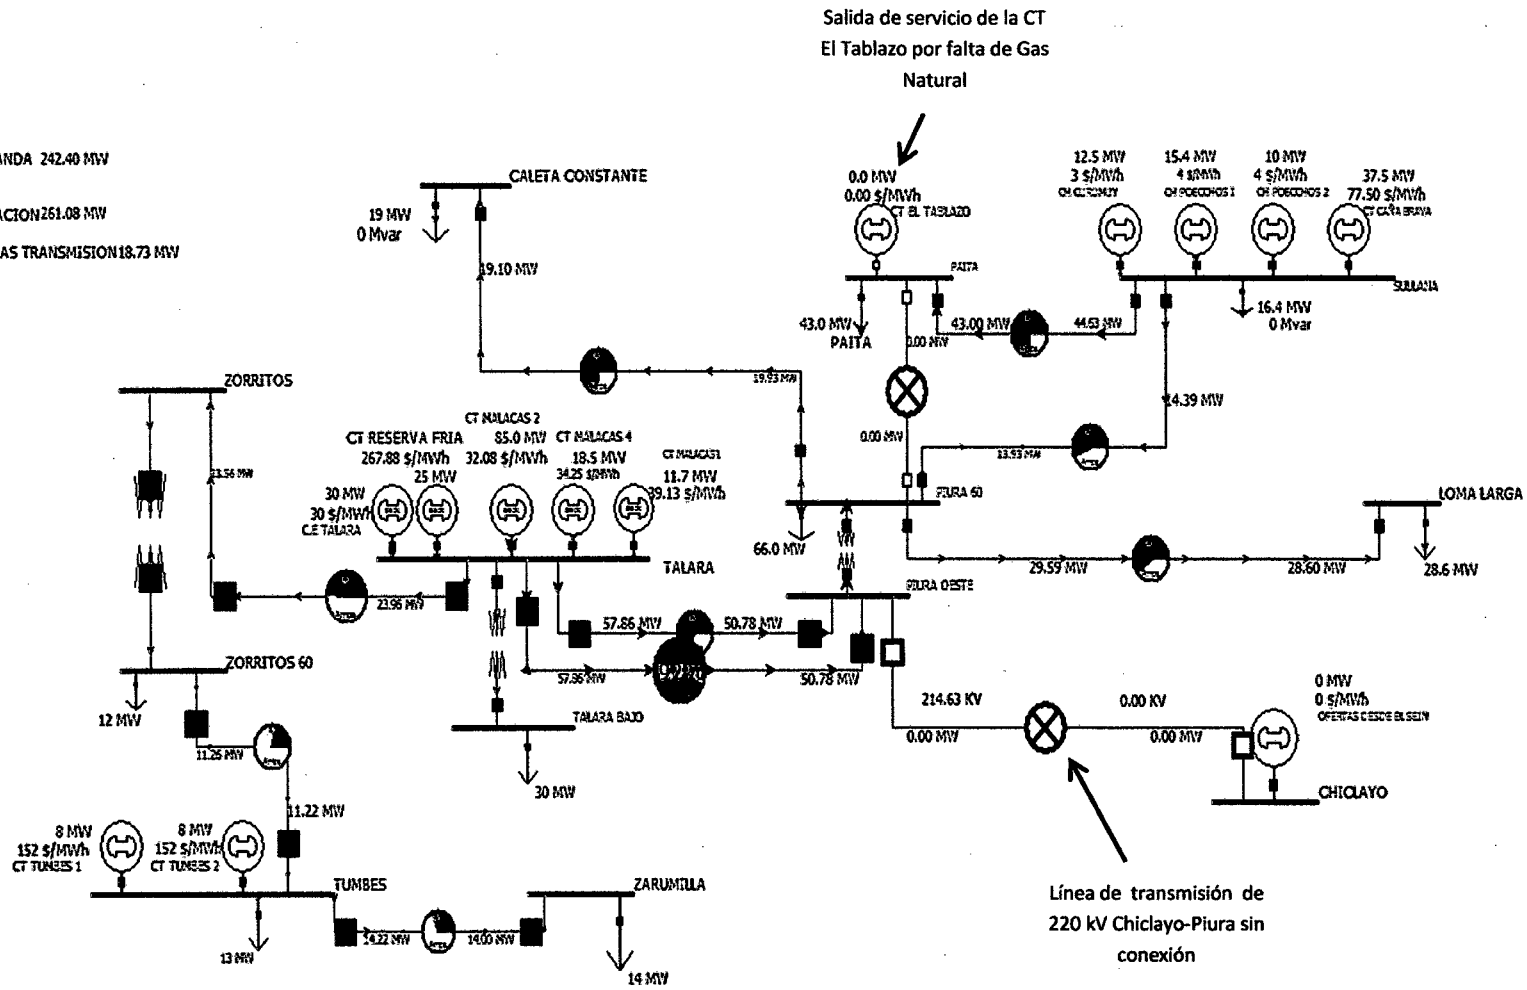 Salida de servicio de la CT
El Tablazo por falta de Gas
Natural
ANDA 242.40 MW
ACION 261.08 MW
AS TRANSMISION 18.73 MW
CALETA CONSTANTE
19 MW
0 Mvar
19.10 MW
0.0 MW
0.00 $/MWh
CT EL TABLAZO
12.5 MW
3 $/MWh
CH CURUMUY
15.4 MW
4 $/MWh
CH POECHOS 1
10 MW
4 $/MWh
CH POECHOS 2
37.5 MW
77.50 $/MWh
CT CAÑA BRAVA
PAITA
SULLANA
43.0 MW
PAITA
0.00 MW
43.00 MW
44.63 MW
16.4 MW
0 Mvar
14.39 MW
19.93 MW
0.00 MW
13.93 MW
ZORRITOS
23.56 MW
CT RESERVA FRIA
267.88 $/MWh
25 MW
CT MALACAS 2
85.0 MW
32.08 $/MWh
CT MALACAS 4
18.5 MW
34.25 $/MWh
CT MALACAS1
11.7 MW
39.13 $/MWh
30 MW
30 $/MWh
C.E TALARA
PIURA 60
LOMA LARGA
66.0 MW
29.59 MW
28.60 MW
28.6 MW
TALARA
PIURA OESTE
23.96 MW
57.86 MW
50.78 MW
57.86 MW
50.78 MW
ZORRITOS 60
12 MW
11.26 MW
TALARA BAJO
30 MW
214.63 KV
0.00 KV
0.00 MW
0.00 MW
0 MW
0 $/MWh
OFERTAS DESDE EL SEIN
CHICLAYO
11.22 MW
8 MW
152 $/MWh
CT TUMBES 1
8 MW
152 $/MWh
CT TUMBES 2
TUMBES
ZARUMILLA
13 MW
14.22 MW
14.00 MW
14 MW
Línea de transmisión de
220 kV Chiclayo-Piura sin
conexión